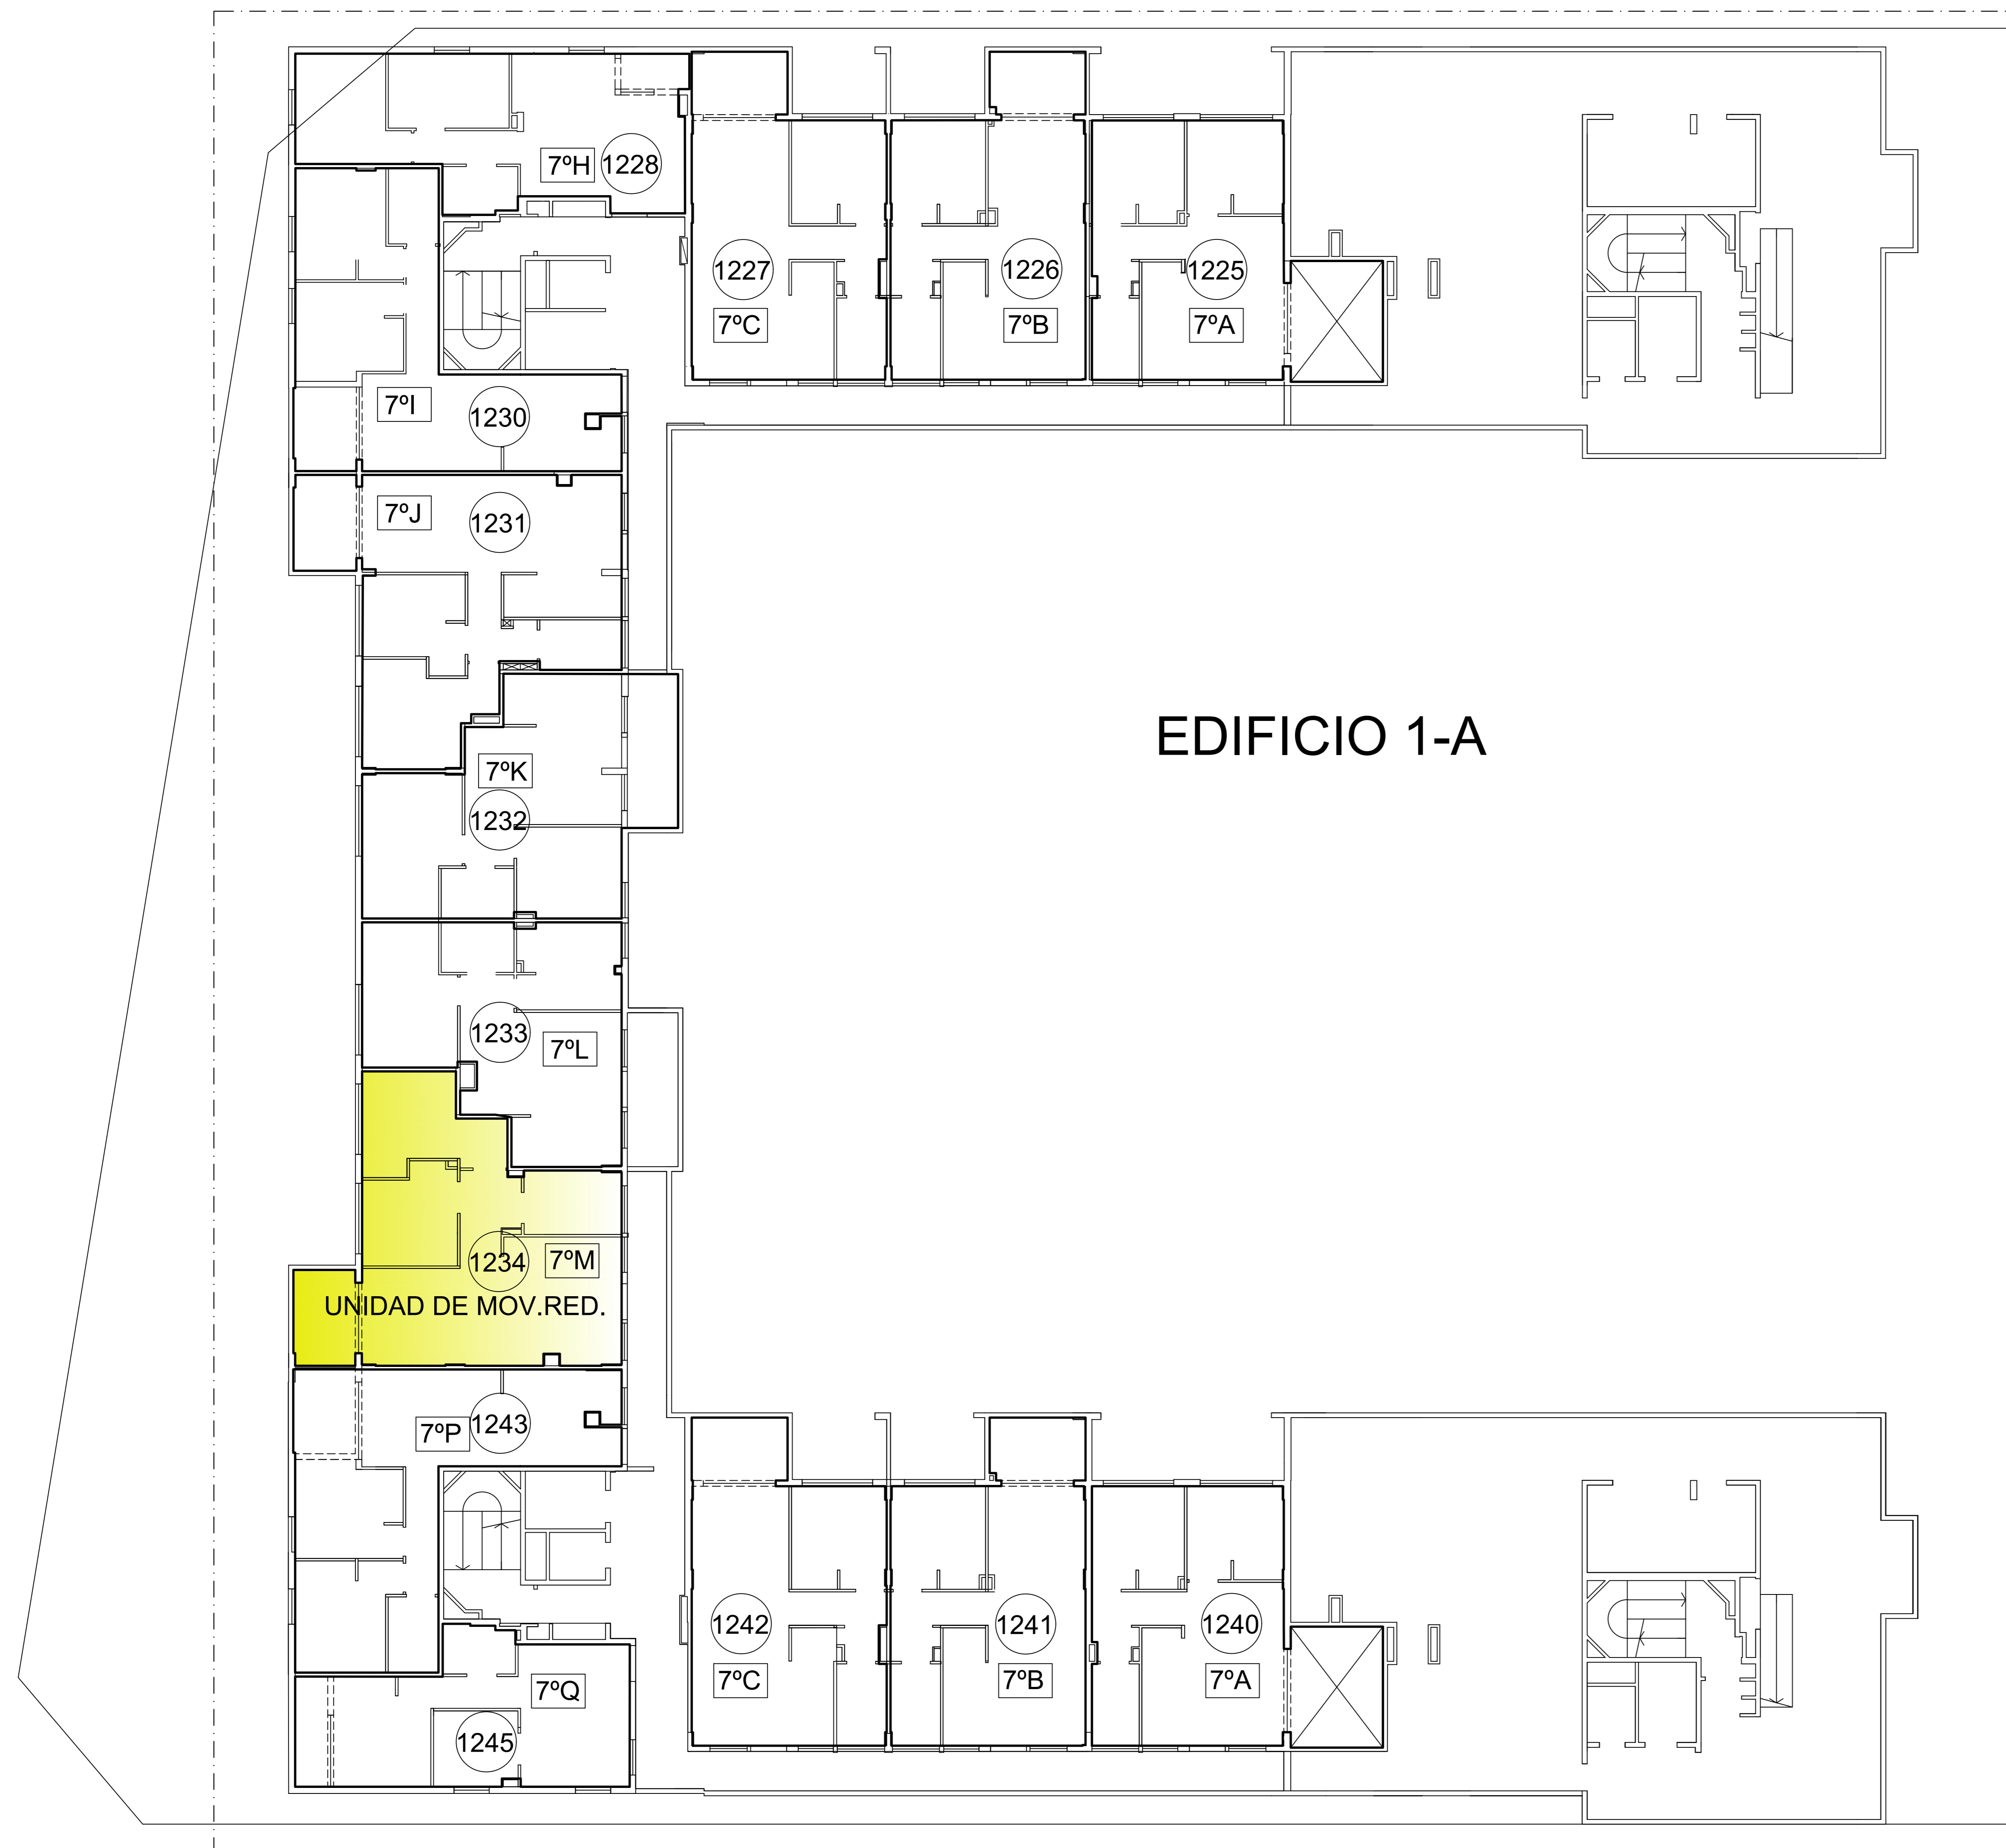 7ºH 1228
1227
1226
1225
7ºC
7ºB
7ºA
7ºI 1230
7ºJ 1231
EDIFICIO 1-A
7ºK
1232
1233
7ºL
1234 7ºM
UNIDAD DE MOV.RED.
7ºP 1243
1242
1241
1240
7ºC
7ºB
7ºA
7ºQ
1245